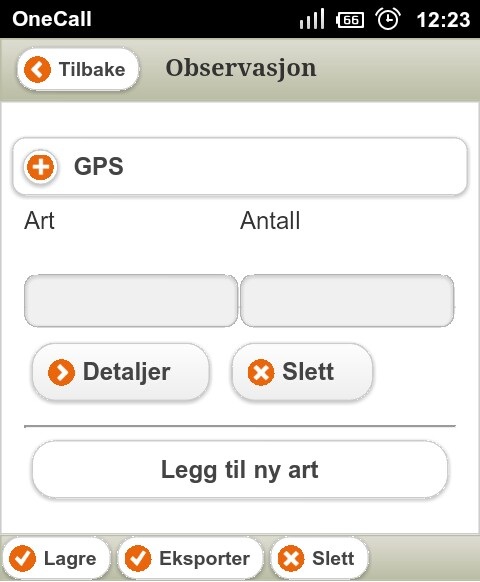 OneCall 66 12:23
Tilbake Observasjon
GPS
Art Antall
Detaljer Slett
Legg til ny art
Lagre Eksporter Slett